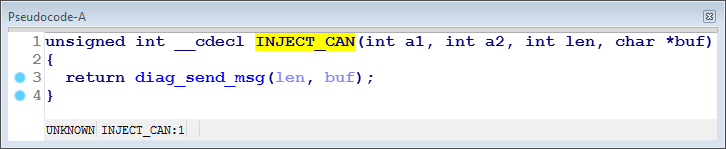 Pseudocode-A
1 unsigned int __cdecl INJECT_CAN(int a1, int a2, int len, char *buf)
2 {
3   return diag_send_msg(len, buf);
4 }
UNKNOWN INJECT_CAN:1